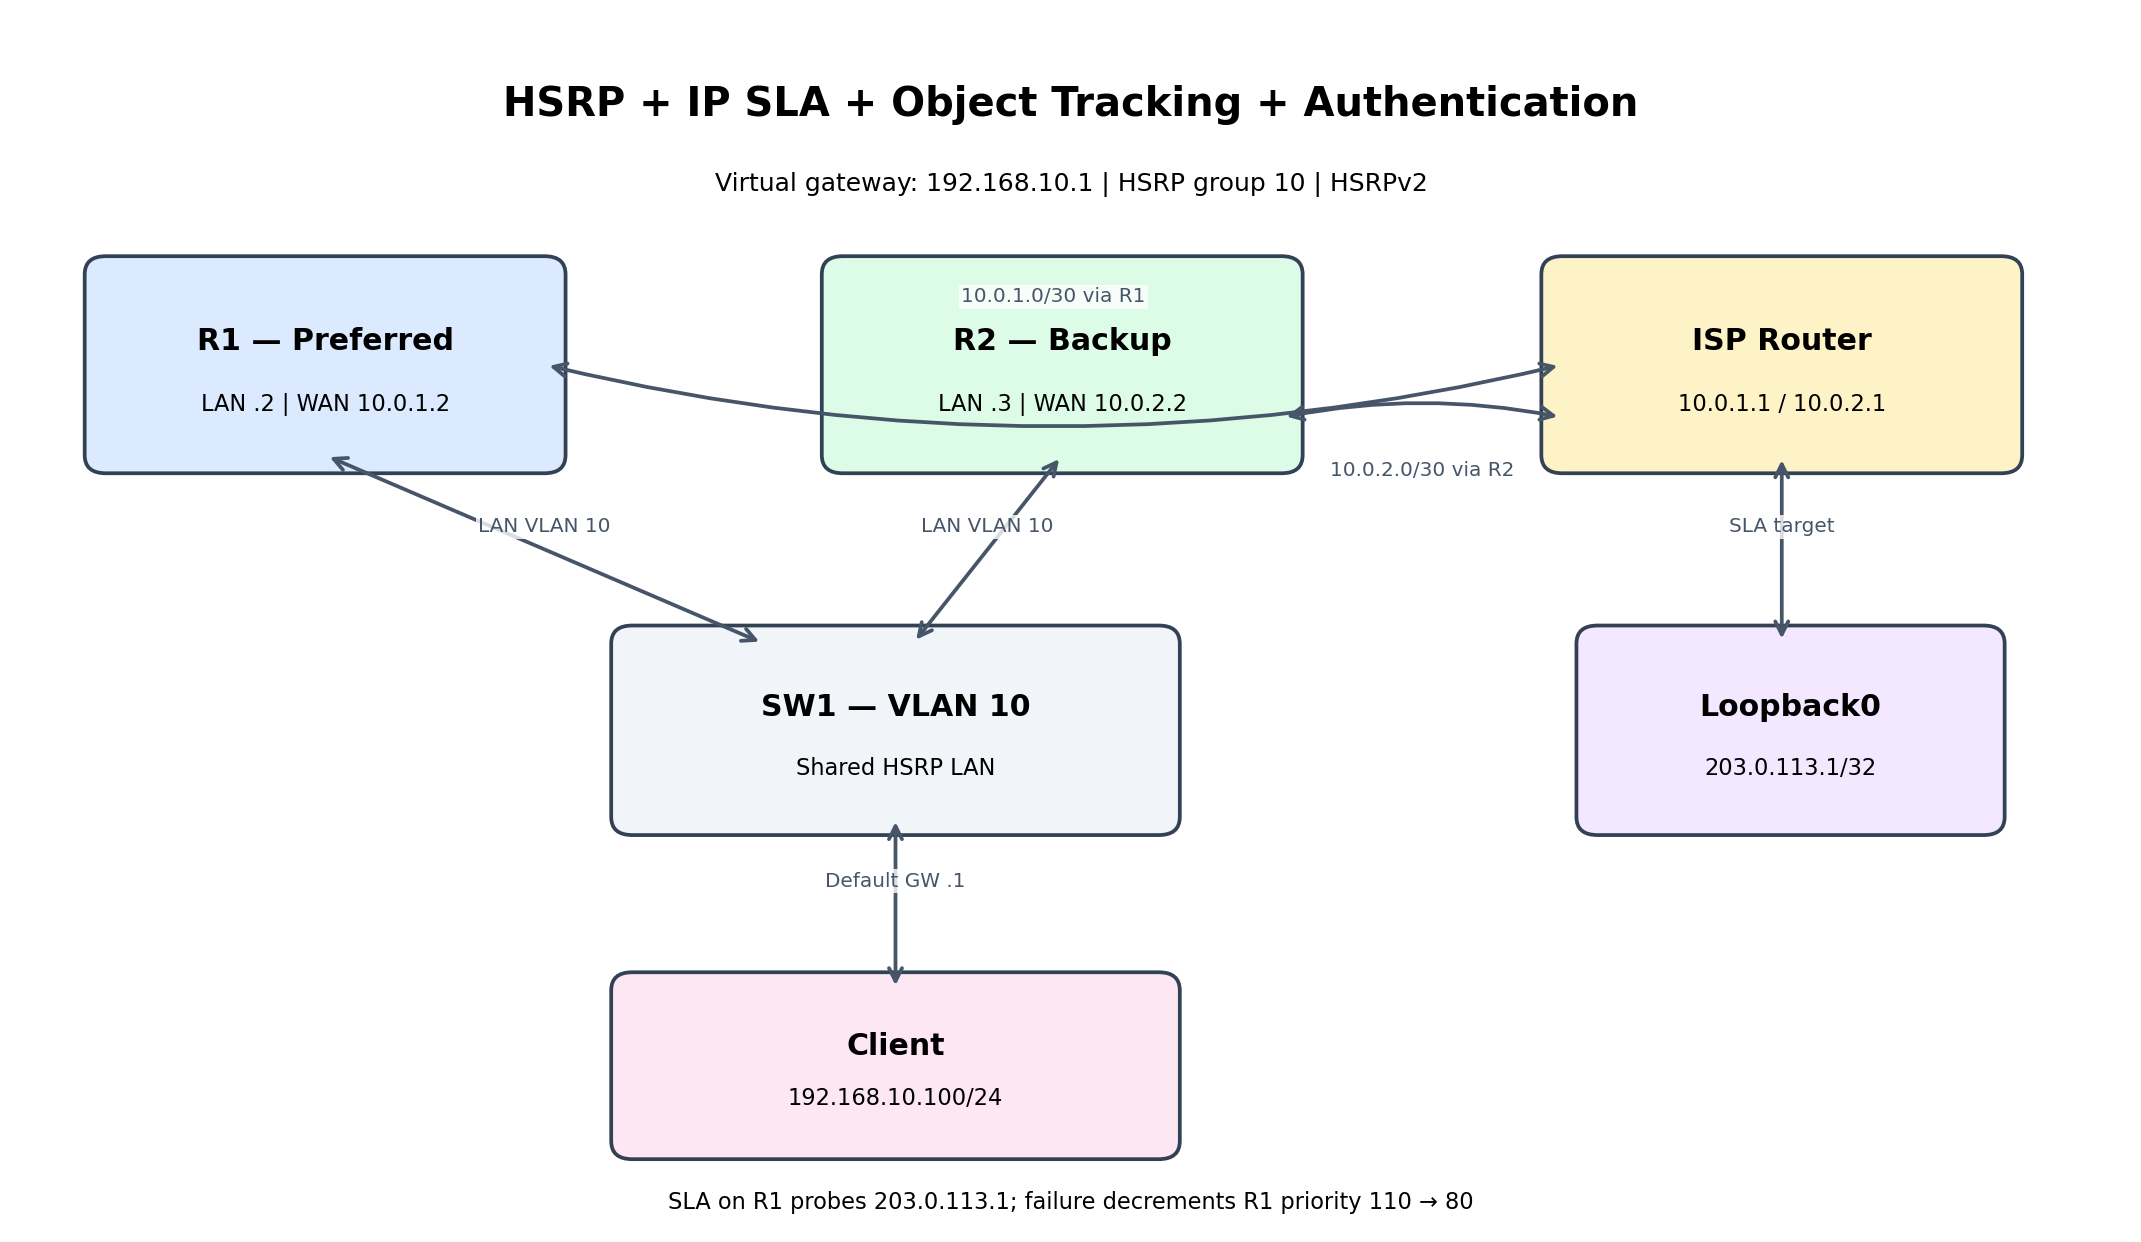 HSRP + IP SLA + Object Tracking + Authentication
Virtual gateway: 192.168.10.1 | HSRP group 10 | HSRPv2
R1 — Preferred
LAN .2 | WAN 10.0.1.2
10.0.1.0/30 via R1
R2 — Backup
LAN .3 | WAN 10.0.2.2
ISP Router
10.0.1.1 / 10.0.2.1
10.0.2.0/30 via R2
LAN VLAN 10
LAN VLAN 10
SLA target
SW1 — VLAN 10
Shared HSRP LAN
Loopback0
203.0.113.1/32
Default GW .1
Client
192.168.10.100/24
SLA on R1 probes 203.0.113.1; failure decrements R1 priority 110 → 80